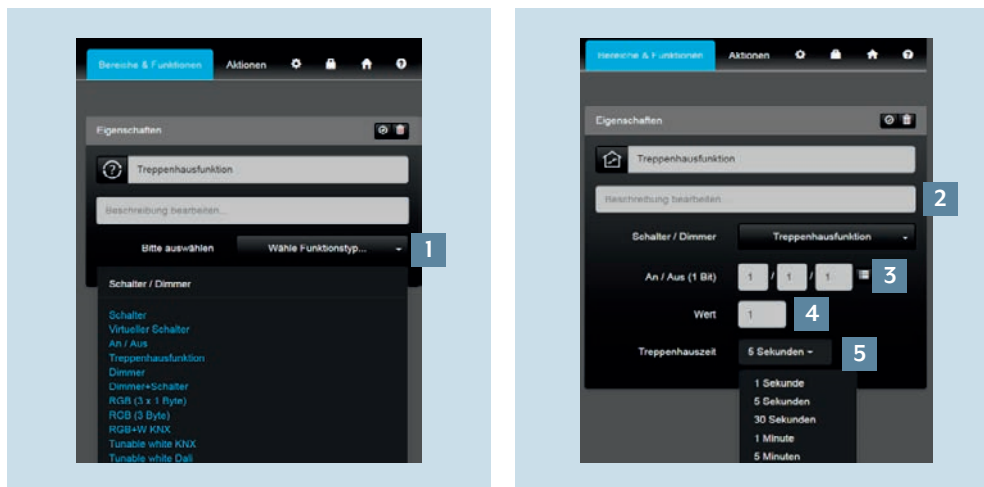 Bereiche & Funktionen Aktionen
Eigenschaften
Treppenhausfunktion
Beschreibung bearbeiten...
Bitte auswählen Wähle Funktionstyp... 1
Schalter / Dimmer
Schalter
Virtueller Schalter
An / Aus
Treppenhausfunktion
Dimmer
Dimmer+Schalter
RGB (3 x 1 Byte)
RGB (3 Byte)
RGB+W KNX
Tunable white KNX
Tunable white Dali
Bereiche & Funktionen Aktionen
Eigenschaften
Treppenhausfunktion
Beschreibung bearbeiten... 2
Schalter / Dimmer Treppenhausfunktion
An / Aus (1 Bit) 1 / 1 / 1 3
Wert 1 4
Treppenhauszeit 5 Sekunden 5
1 Sekunde
5 Sekunden
30 Sekunden
1 Minute
5 Minuten